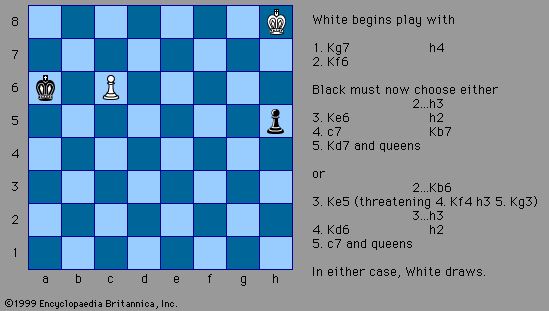 8
7
6
5
4
3
2
1
a b c d e f g h
White begins play with
1. Kg7 h4
2. Kf6
Black must now choose either
2...h3
3. Ke6 h2
4. c7 Kb7
5. Kd7 and queens
or
2...Kb6
3. Ke5 (threatening 4. Kf4 h3 5. Kg3)
3...h3
4. Kd6 h2
5. c7 and queens
In either case, White draws.
©1999 Encyclopaedia Britannica, Inc.